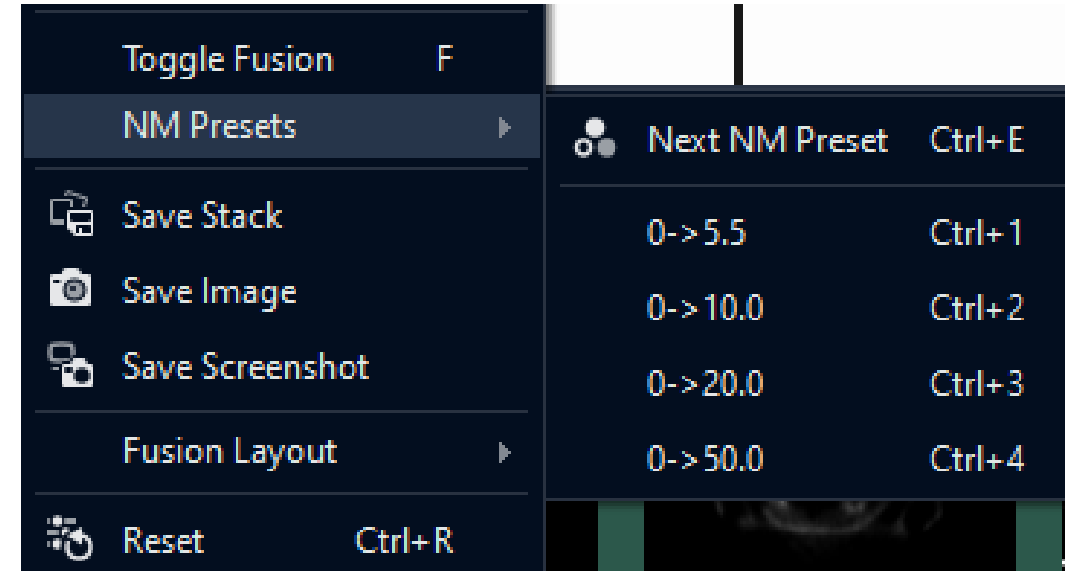 Toggle Fusion F
NM Presets
Save Stack
Save Image
Save Screenshot
Fusion Layout
Reset Ctrl+R
Next NM Preset Ctrl+E
0->5.5 Ctrl+1
0->10.0 Ctrl+2
0->20.0 Ctrl+3
0->50.0 Ctrl+4